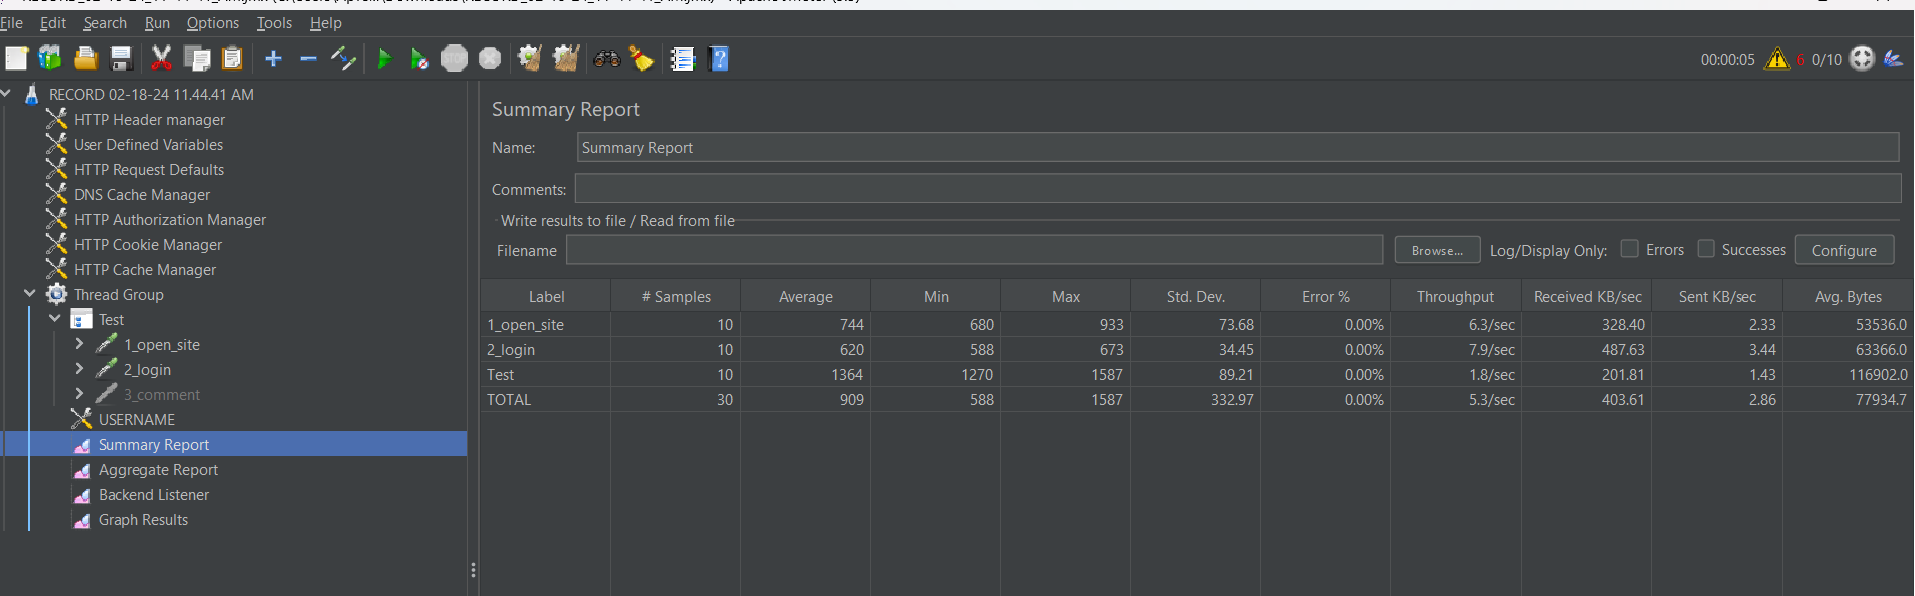 File Edit Search Run Options Tools Help
STOP
00:00:05 6 0/10
RECORD 02-18-24 11.44.41 AM
HTTP Header manager
User Defined Variables
HTTP Request Defaults
DNS Cache Manager
HTTP Authorization Manager
HTTP Cookie Manager
HTTP Cache Manager
Thread Group
Test
1_open_site
2_login
3_comment
USERNAME
Summary Report
Aggregate Report
Backend Listener
Graph Results
Summary Report
Name: Summary Report
Comments:
Write results to file / Read from file
Filename Browse... Log/Display Only: Errors Successes Configure
Label # Samples Average Min Max Std. Dev. Error % Throughput Received KB/sec Sent KB/sec Avg. Bytes
1_open_site 10 744 680 933 73.68 0.00% 6.3/sec 328.40 2.33 53536.0
2_login 10 620 588 673 34.45 0.00% 7.9/sec 487.63 3.44 63366.0
Test 10 1364 1270 1587 89.21 0.00% 1.8/sec 201.81 1.43 116902.0
TOTAL 30 909 588 1587 332.97 0.00% 5.3/sec 403.61 2.86 77934.7